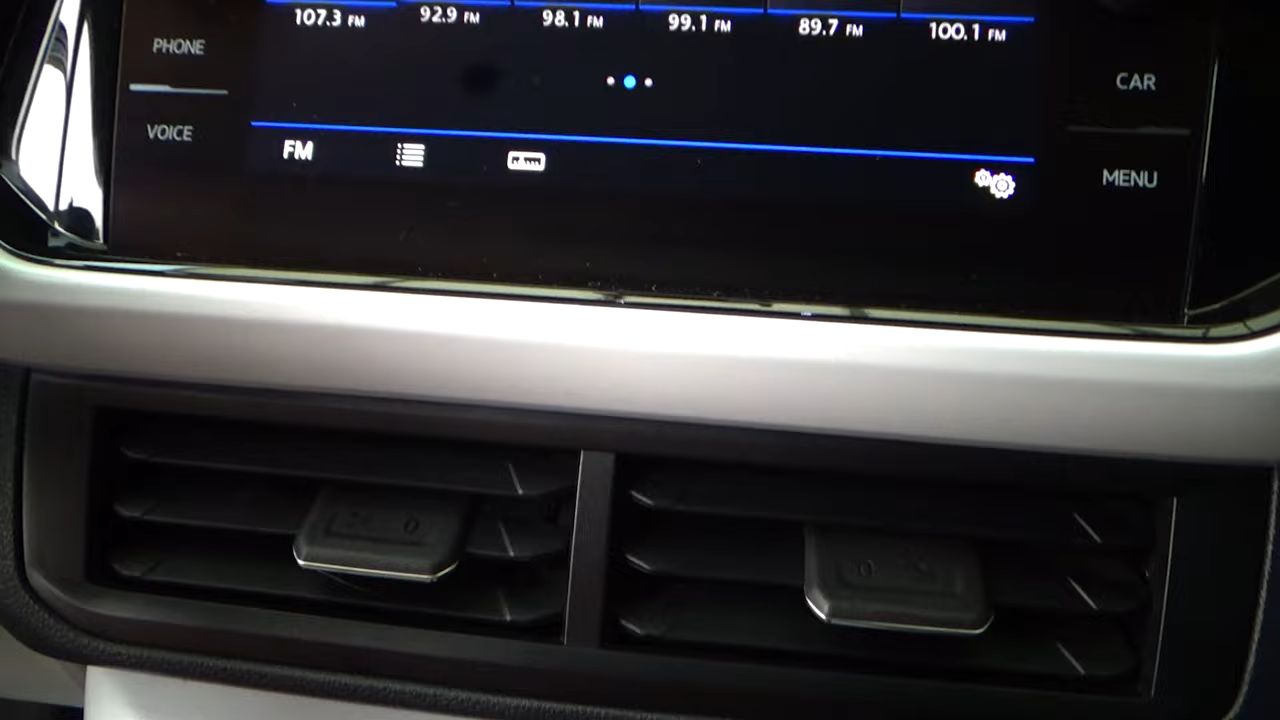 107.3 FM 92.9 FM 98.1 FM 99.1 FM 89.7 FM 100.1 FM
PHONE
CAR
VOICE
FM
MENU